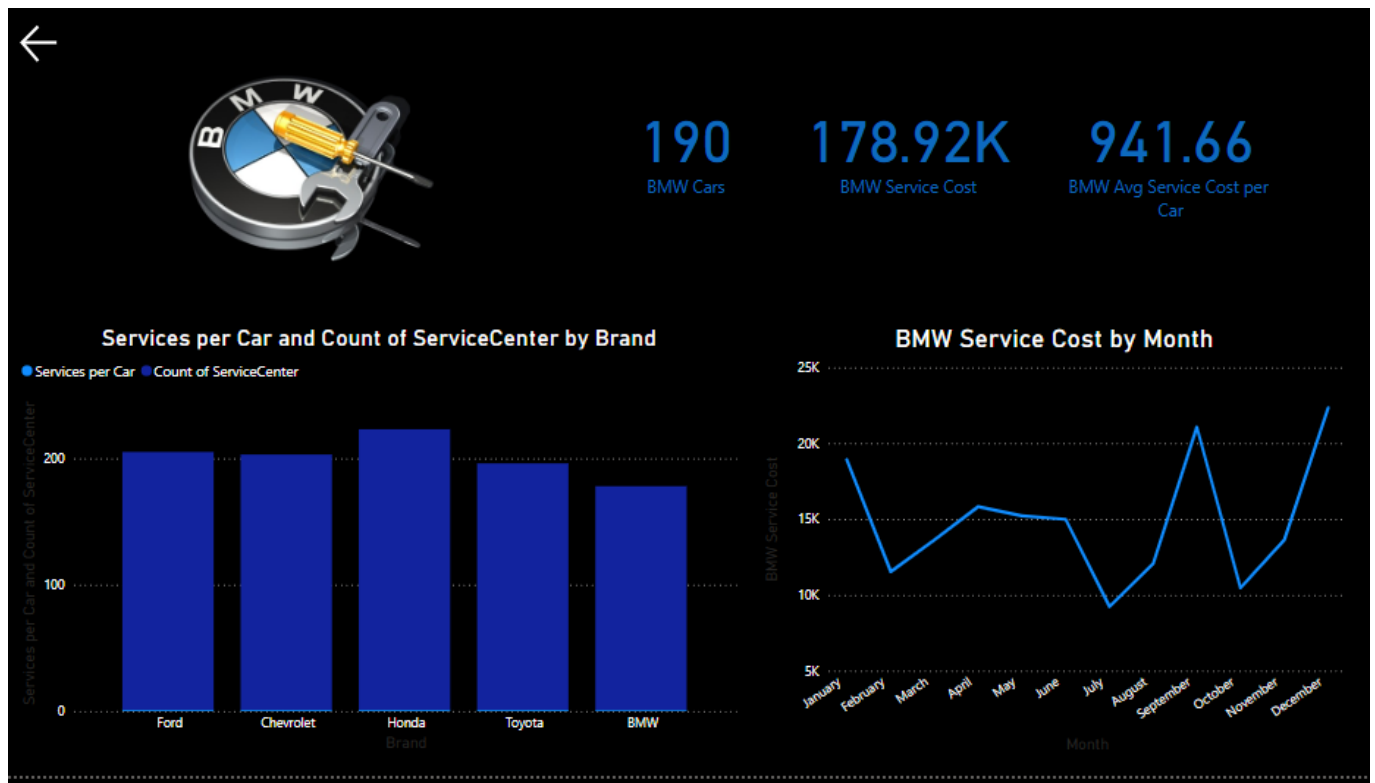 BMW
190
BMW Cars
178.92K
BMW Service Cost
941.66
BMW Avg Service Cost per
Car
Services per Car and Count of ServiceCenter by Brand
Services per Car Count of ServiceCenter
Services per Car and Count of ServiceCenter
200
100
0
Ford Chevrolet Honda Toyota BMW
Brand
BMW Service Cost by Month
BMW Service Cost
25K
20K
15K
10K
5K
January February March April May June July August September October November December
Month